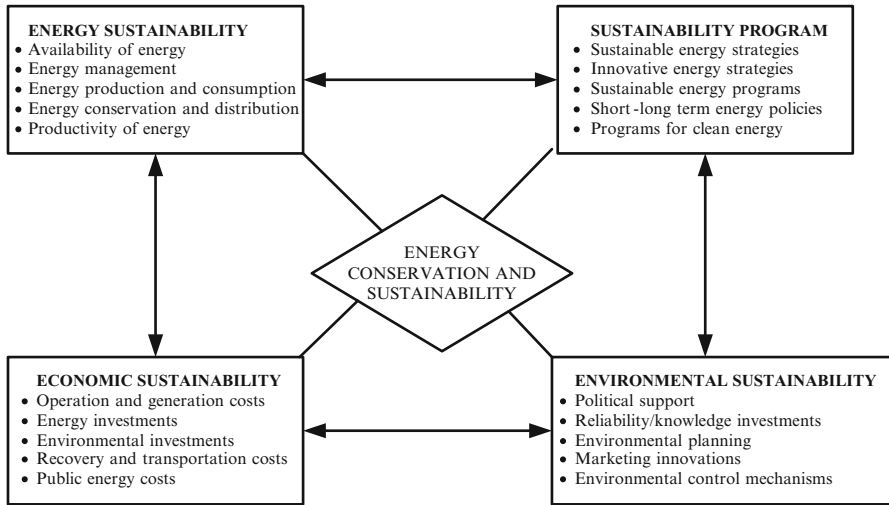 ENERGY SUSTAINABILITY
• Availability of energy
• Energy management
• Energy production and consumption
• Energy conservation and distribution
• Productivity of energy
SUSTAINABILITY PROGRAM
• Sustainable energy strategies
• Innovative energy strategies
• Sustainable energy programs
• Short-long term energy policies
• Programs for clean energy
ENERGY
CONSERVATION AND
SUSTAINABILITY
ECONOMIC SUSTAINABILITY
• Operation and generation costs
• Energy investments
• Environmental investments
• Recovery and transportation costs
• Public energy costs
ENVIRONMENTAL SUSTAINABILITY
• Political support
• Reliability/knowledge investments
• Environmental planning
• Marketing innovations
• Environmental control mechanisms